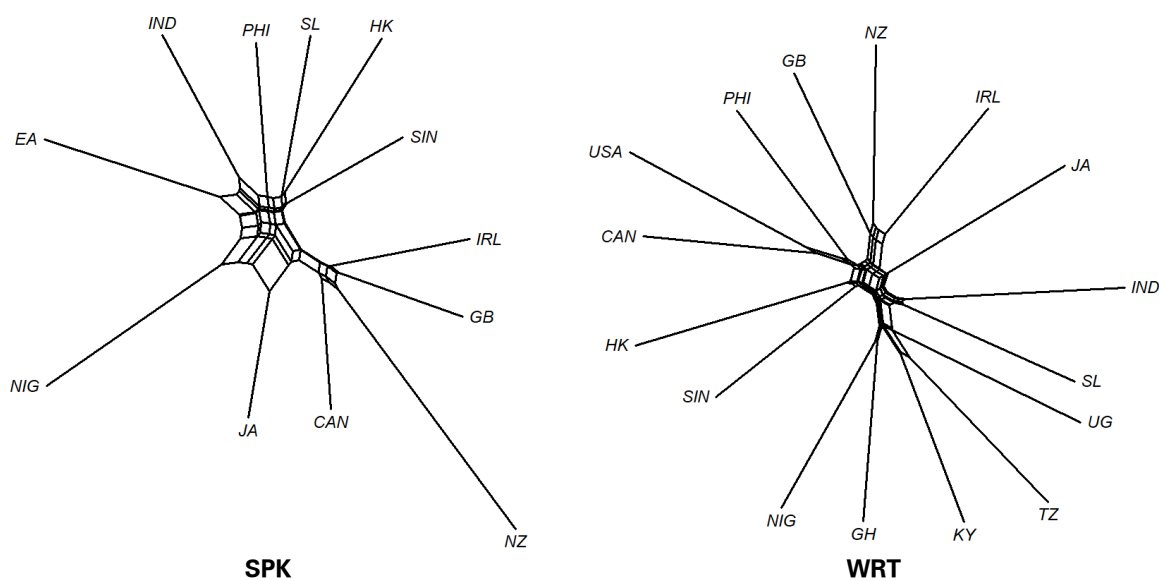 IND
PHI
SL
HK
EA
SIN
IRL
GB
NIG
JA
CAN
NZ
SPK
NZ
GB
PHI
IRL
USA
JA
CAN
IND
HK
SL
SIN
UG
NIG
GH
KY
TZ
WRT